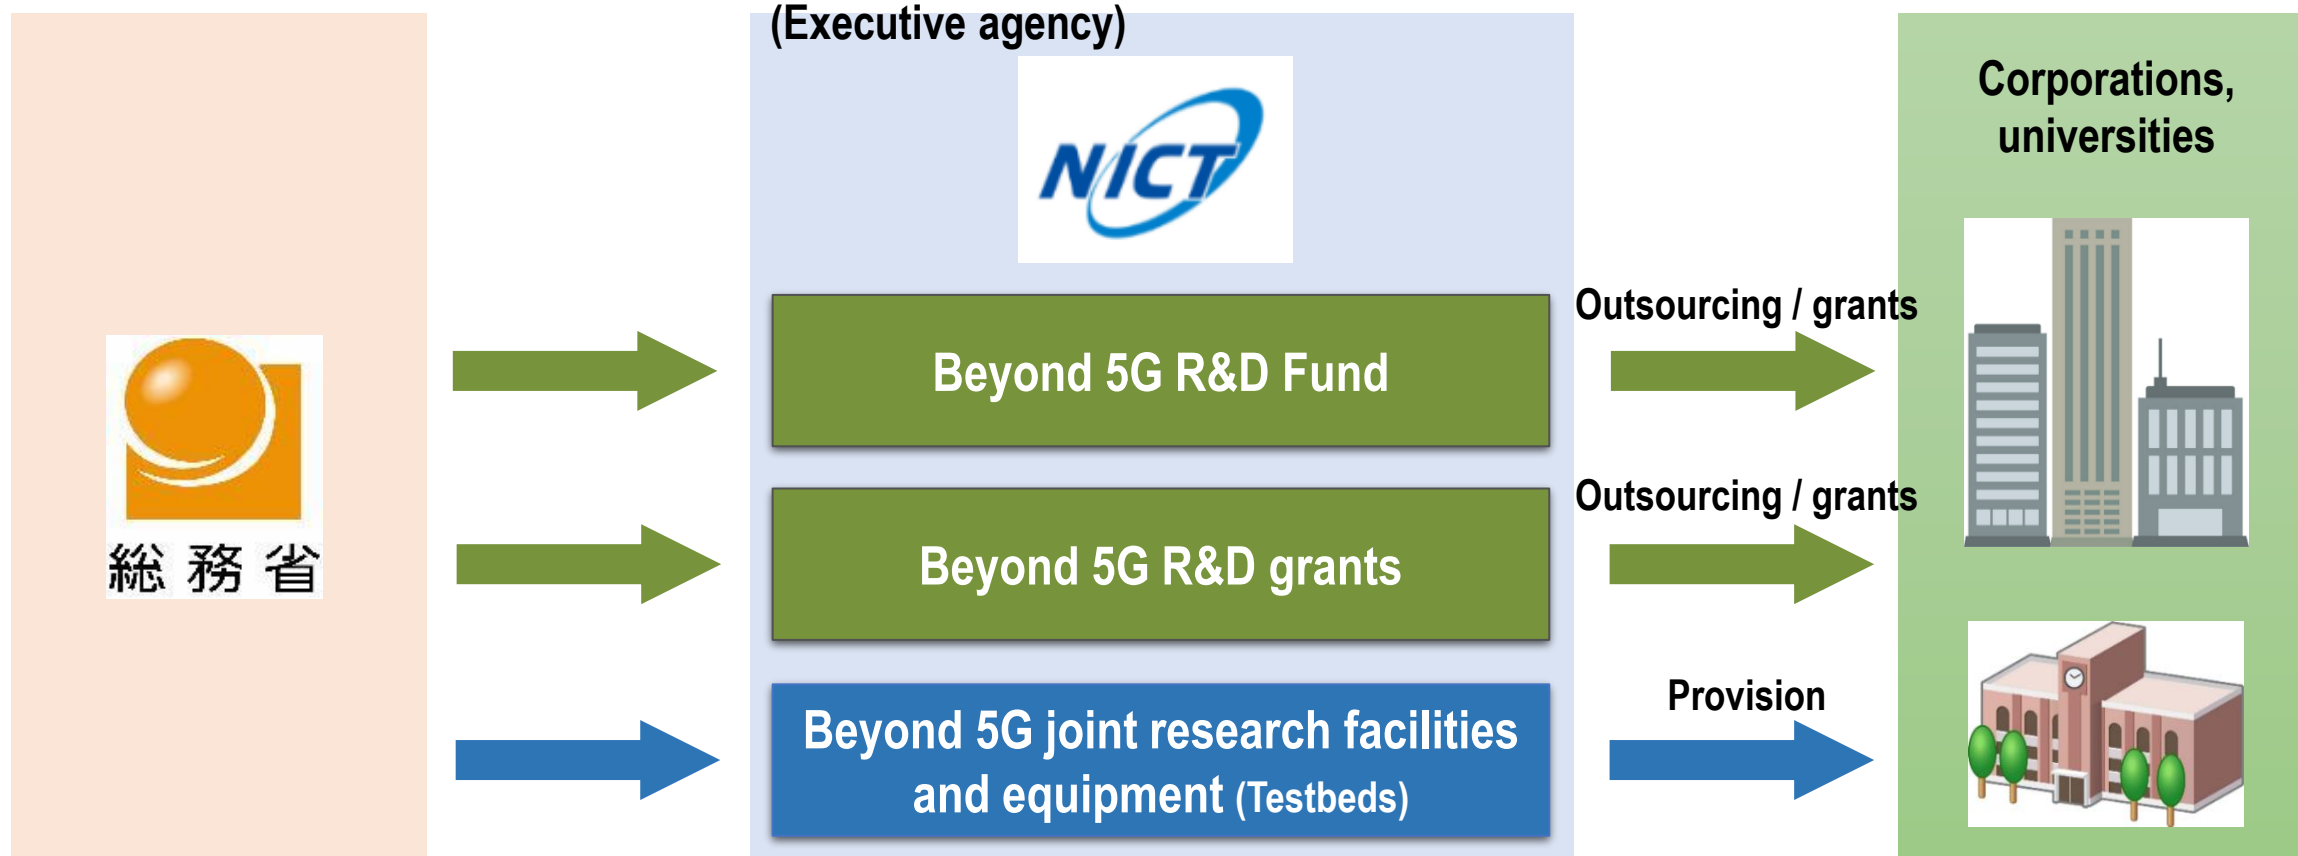 (Executive agency)
NICT
Corporations,
universities
総務省
Outsourcing / grants
Beyond 5G R&D Fund
Outsourcing / grants
Beyond 5G R&D grants
Provision
Beyond 5G joint research facilities
and equipment (Testbeds)